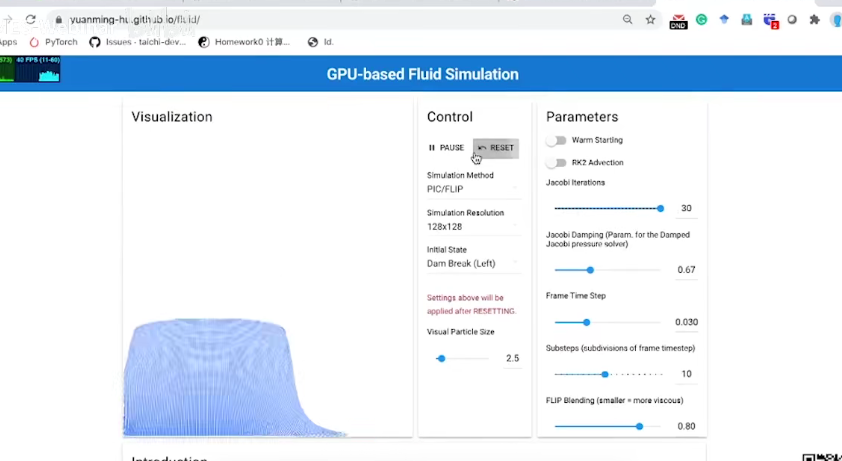 yuanming-hu.github.io/fluid/
DND
2
Apps PyTorch Issues · taichi-dev... Homework0 计算... Id.
40 FPS (11-60)
GPU-based Fluid Simulation
Visualization
Control
PAUSE RESET
Simulation Method
PIC/FLIP
Simulation Resolution
128x128
Initial State
Dam Break (Left)
Settings above will be
applied after RESETTING.
Visual Particle Size
2.5
Parameters
Warm Starting
RK2 Advection
Jacobi Iterations
30
Jacobi Damping (Param. for the Damped
Jacobi pressure solver)
0.67
Frame Time Step
0.030
Substeps (subdivisions of frame timestep)
10
FLIP Blending (smaller = more viscous)
0.80
Introduction